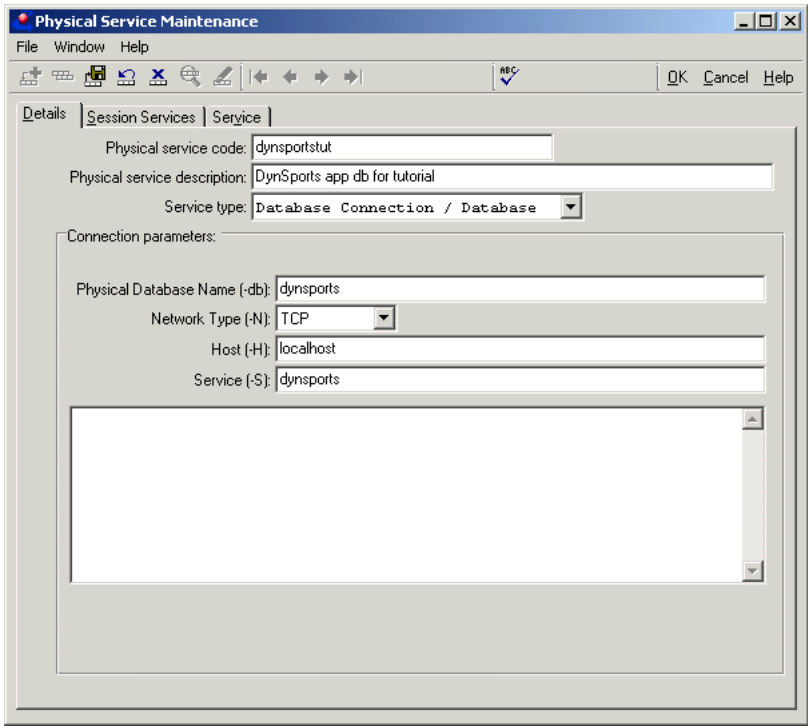 Physical Service Maintenance
File Window Help
ABC OK Cancel Help
Details Session Services Service
Physical service code: dynsportstut
Physical service description: DynSports app db for tutorial
Service type: Database Connection / Database
Connection parameters:
Physical Database Name (-db): dynsports
Network Type (-N): TCP
Host (-H): localhost
Service (-S): dynsports